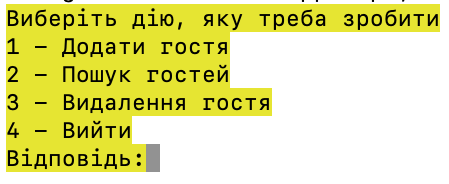 Виберіть дію, яку треба зробити
1 – Додати гостя
2 – Пошук гостей
3 – Видалення гостя
4 – Вийти
Відповідь: